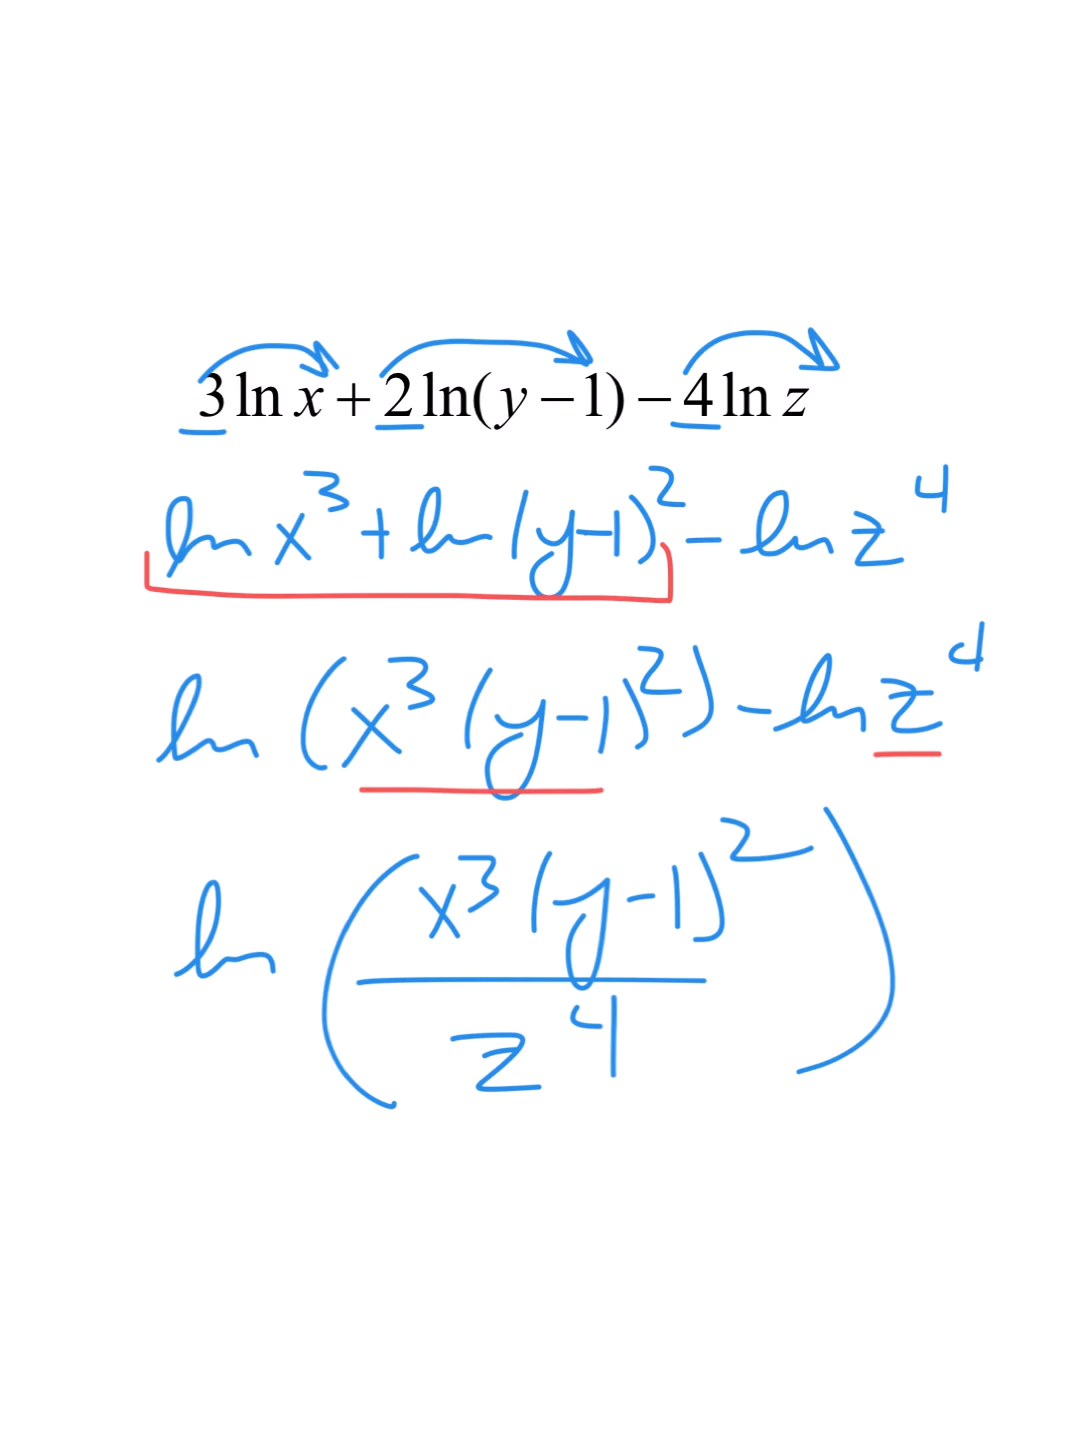 3 ln x + 2 ln(y − 1) − 4 ln z
ln x³ + ln (y-1)² - ln z⁴
ln (x³ (y-1)²) - ln z⁴
ln (x³ (y-1)² / z⁴)